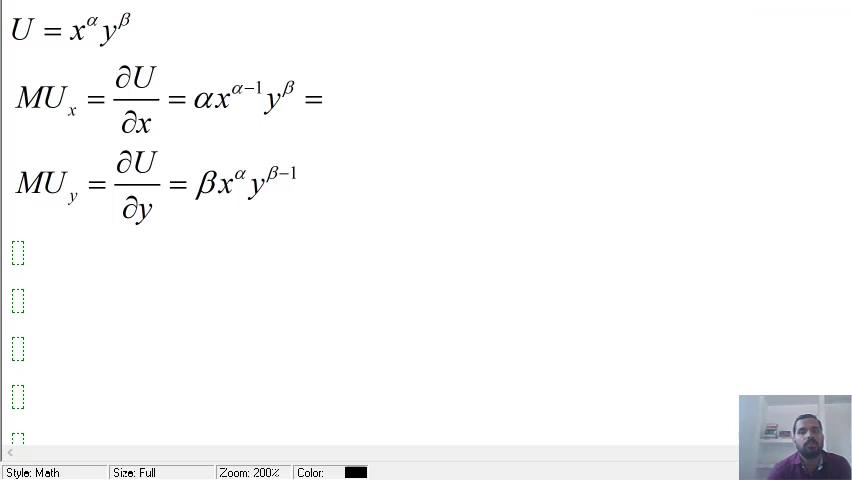 U = x^α y^β
MU_x = ∂U/∂x = αx^{α−1} y^β =
MU_y = ∂U/∂y = βx^α y^{β−1}
Style: Math Size: Full Zoom: 200% Color: